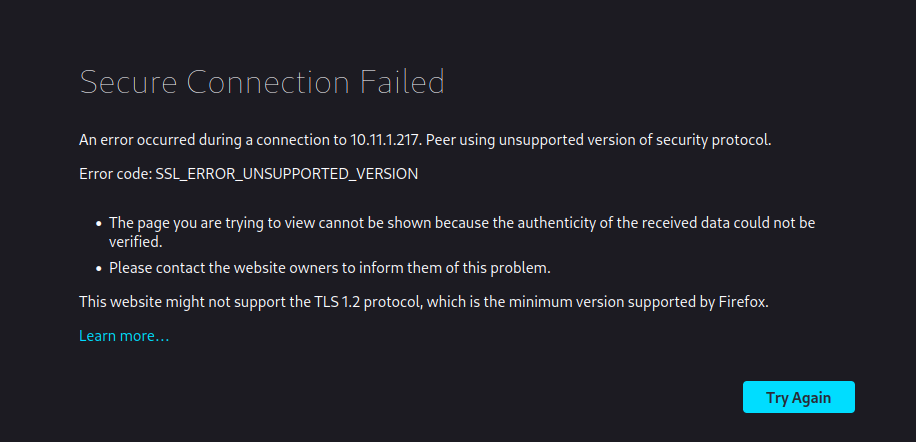 Secure Connection Failed
An error occurred during a connection to 10.11.1.217. Peer using unsupported version of security protocol.
Error code: SSL_ERROR_UNSUPPORTED_VERSION
• The page you are trying to view cannot be shown because the authenticity of the received data could not be
verified.
• Please contact the website owners to inform them of this problem.
This website might not support the TLS 1.2 protocol, which is the minimum version supported by Firefox.
Learn more…
Try Again